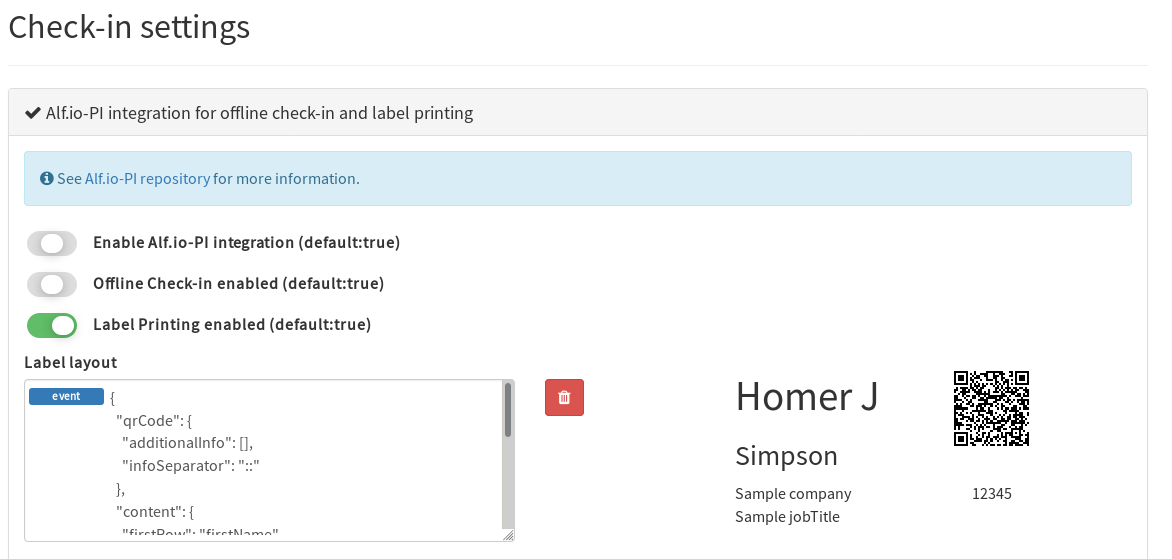 Check-in settings
Alf.io-PI integration for offline check-in and label printing
See Alf.io-PI repository for more information.
Enable Alf.io-PI integration (default:true)
Offline Check-in enabled (default:true)
Label Printing enabled (default:true)
Label layout
event
{
"qrCode": {
"additionalInfo": [],
"infoSeparator": "::"
},
"content": {
"firstRow": "firstName"
Homer J
Simpson
Sample company
12345
Sample jobTitle